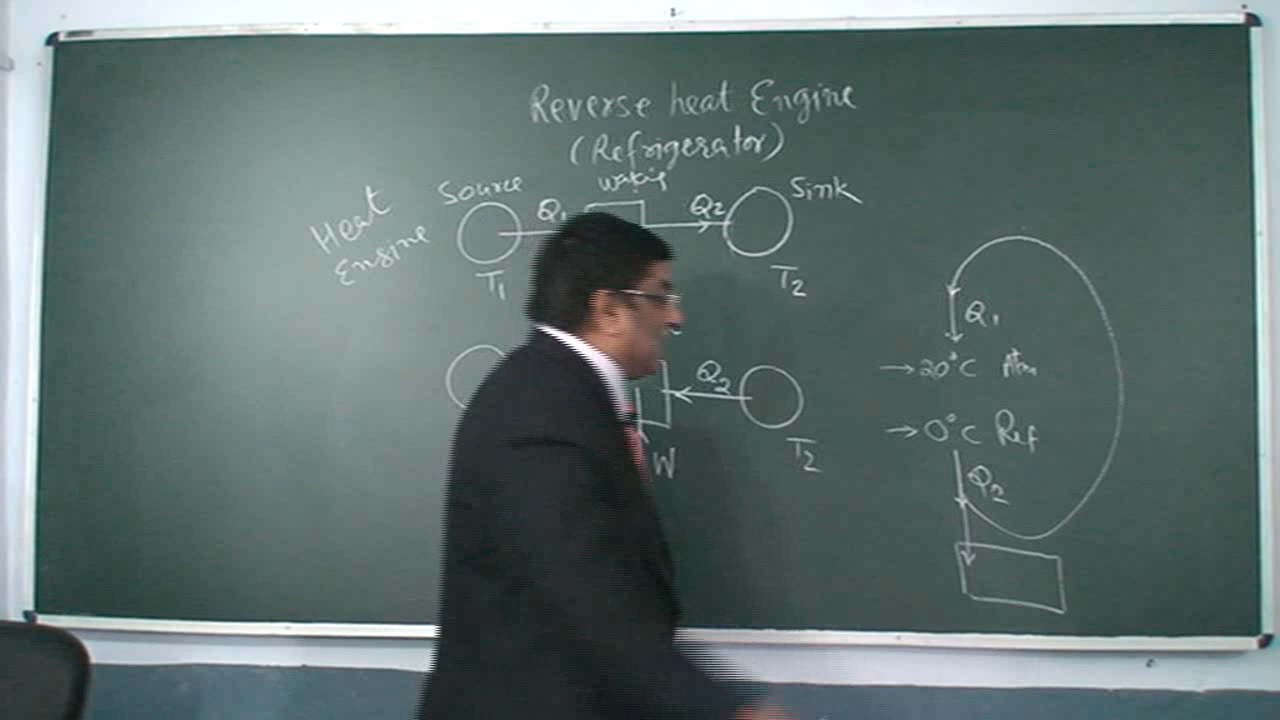 Reverse heat Engine
(Refrigerator)
Heat
Engine
Source
Q1
Q2
Sink
T1
T2
Q2
W
T2
Q1
→ 20°C Atm
→ 0°C Ref
Q2